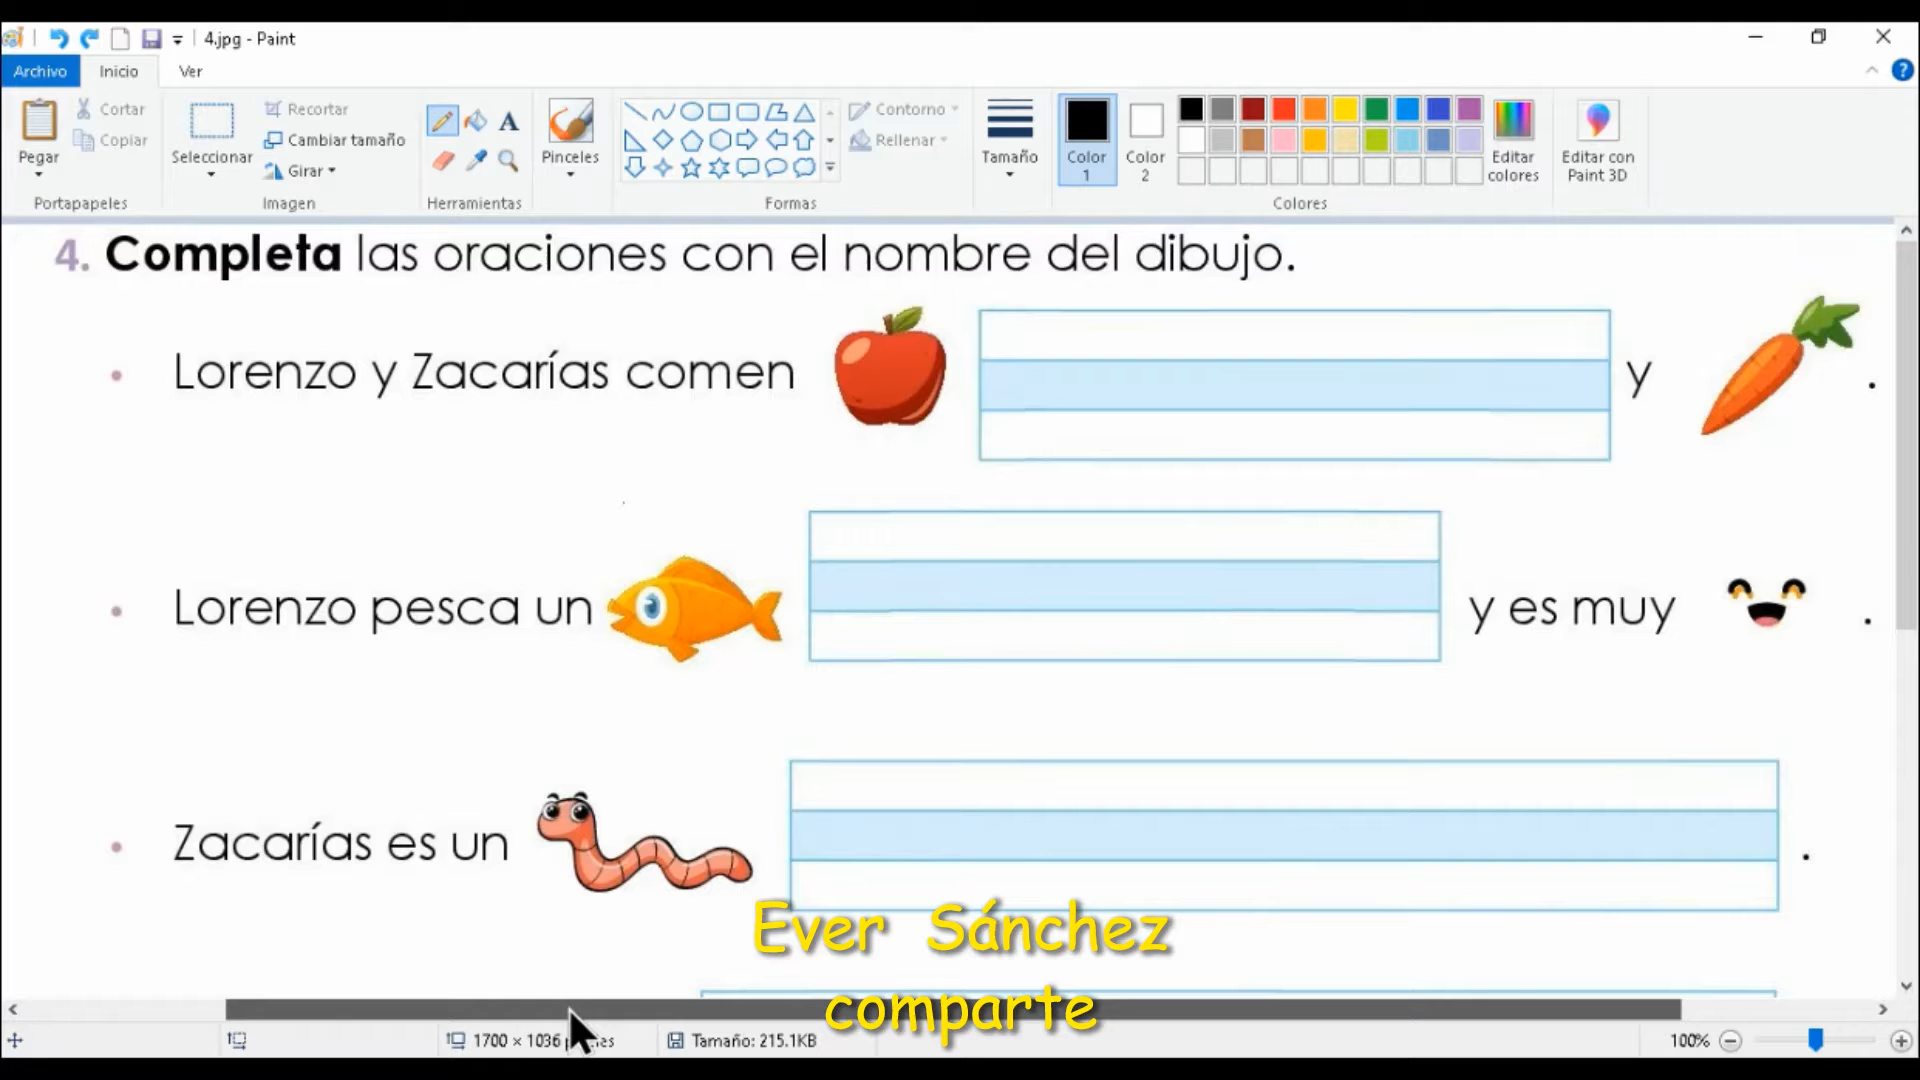 4.jpg - Paint
Archivo Inicio Ver
Pegar
Cortar
Copiar
Portapapeles
Seleccionar
Recortar
Cambiar tamaño
Girar
Imagen
A
Herramientas
Pinceles
Formas
Contorno
Rellenar
Tamaño
Color 1
Color 2
Editar colores
Colores
Editar con Paint 3D
4. Completa las oraciones con el nombre del dibujo.
• Lorenzo y Zacarías comen y .
• Lorenzo pesca un y es muy .
• Zacarías es un .
Ever Sánchez
comparte
1700 × 1036
Tamaño: 215.1KB
100%